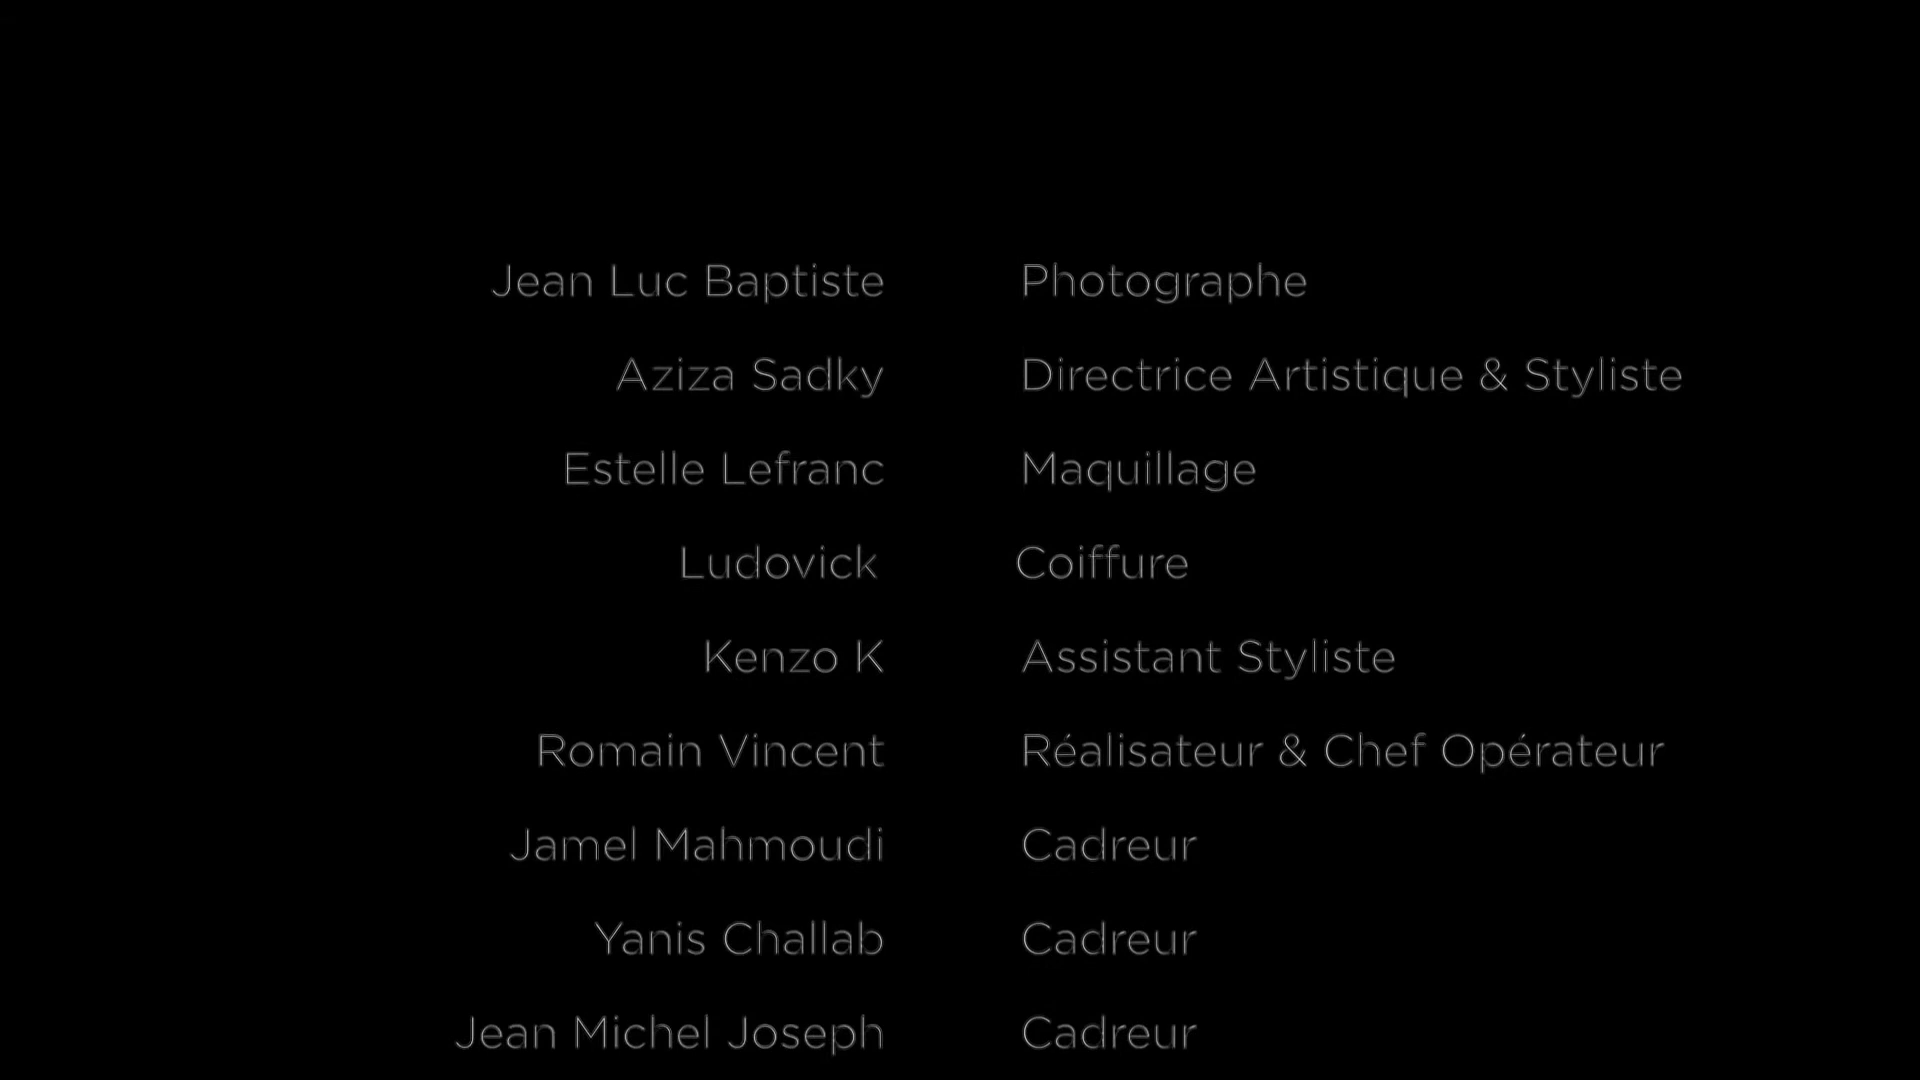 Jean Luc Baptiste Photographe
Aziza Sadky Directrice Artistique & Styliste
Estelle Lefranc Maquillage
Ludovick Coiffure
Kenzo K Assistant Styliste
Romain Vincent Réalisateur & Chef Opérateur
Jamel Mahmoudi Cadreur
Yanis Challab Cadreur
Jean Michel Joseph Cadreur